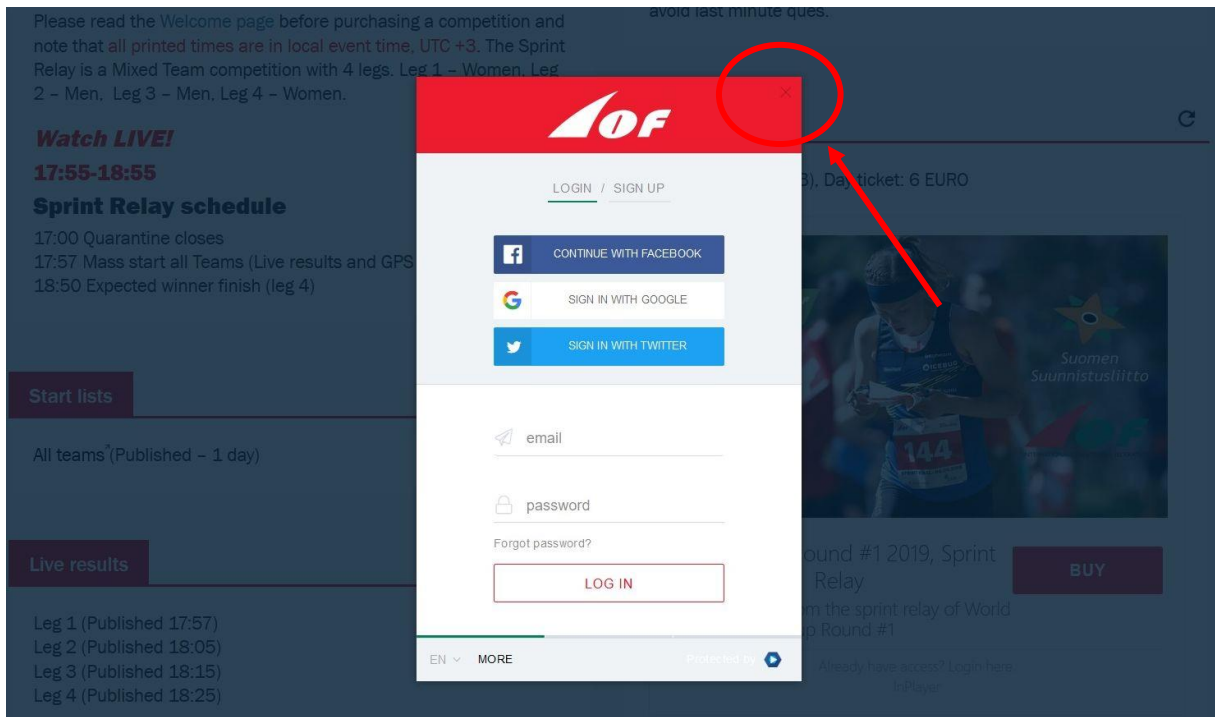 Please read the Welcome page before purchasing a competition and
note that all printed times are in local event time, UTC +3. The Sprint
Relay is a Mixed Team competition with 4 legs. Leg 1 – Women, Leg
2 – Men, Leg 3 – Men, Leg 4 – Women.
Watch LIVE!
17:55-18:55
Sprint Relay schedule
17:00 Quarantine closes
17:57 Mass start all Teams (Live results and GPS
18:50 Expected winner finish (leg 4)
Start lists
All teams (Published – 1 day)
Live results
Leg 1 (Published 17:57)
Leg 2 (Published 18:05)
Leg 3 (Published 18:15)
Leg 4 (Published 18:25)
IOF
LOGIN / SIGN UP
CONTINUE WITH FACEBOOK
SIGN IN WITH GOOGLE
SIGN IN WITH TWITTER
email
password
Forgot password?
LOG IN
EN MORE
Protected by
avoid last minute ques.
Day ticket: 6 EURO
Suomen
Suunnistusliitto
IOF
144
#1 2019, Sprint
Relay
the sprint relay of World
Round #1
BUY
Already have access? Login here.
InPlayer